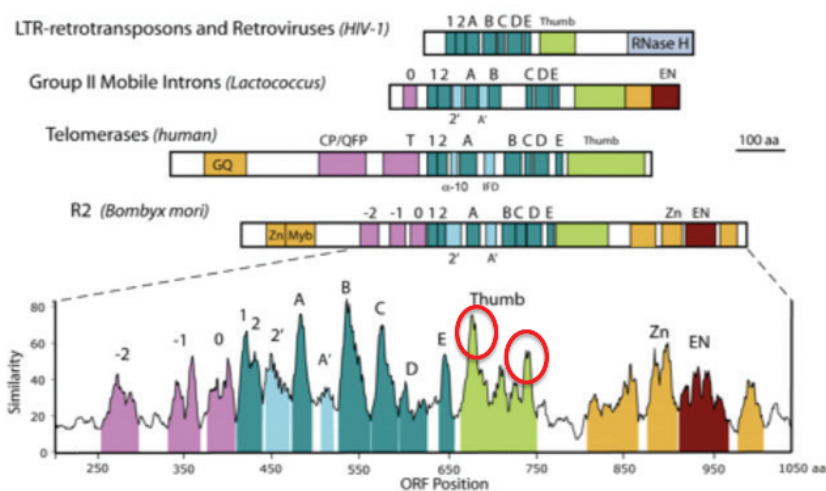 LTR-retrotransposons and Retroviruses (HIV-1)
1 2 A B C D E Thumb
RNase H
Group II Mobile Introns (Lactococcus)
0 1 2 A B C D E EN
2' A'
Telomerases (human)
CP/QFP T 1 2 A B C D E Thumb
GQ
α-10 IFD
100 aa
R2 (Bombyx mori)
-2 -1 0 1 2 A B C D E Zn EN
Zn Myb
2' A'
Similarity
80
60
40
20
0
-2 -1 0 1 2 2' A A' B C D E Thumb Zn EN
250 350 450 550 650 750 850 950 1050 aa
ORF Position